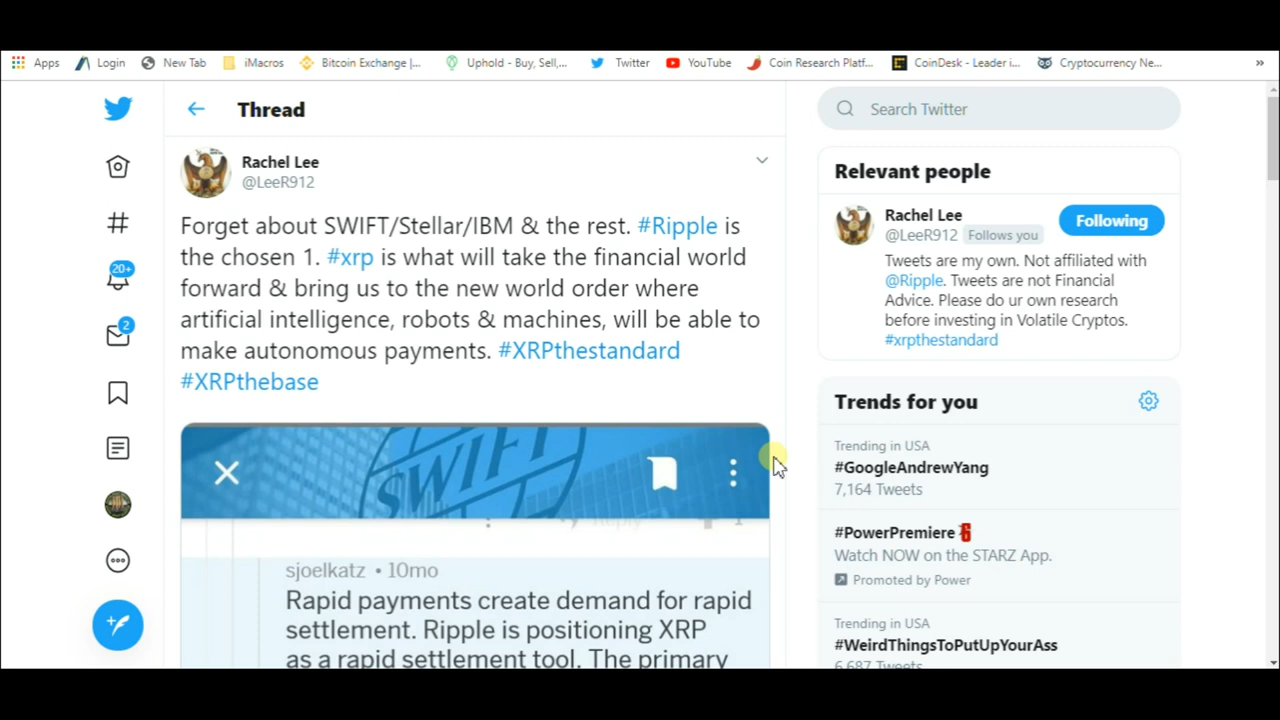 Apps Login New Tab iMacros Bitcoin Exchange |... Uphold - Buy, Sell,... Twitter YouTube Coin Research Platf... CoinDesk - Leader i... Cryptocurrency Ne... »
Thread
Rachel Lee
@LeeR912
Forget about SWIFT/Stellar/IBM & the rest. #Ripple is
the chosen 1. #xrp is what will take the financial world
forward & bring us to the new world order where
artificial intelligence, robots & machines, will be able to
make autonomous payments. #XRPthestandard
#XRPthebase
SWIFT
Reply 1
sjoelkatz • 10mo
Rapid payments create demand for rapid
settlement. Ripple is positioning XRP
as a rapid settlement tool. The primary
20+
2
Search Twitter
Relevant people
Rachel Lee
@LeeR912 Follows you
Following
Tweets are my own. Not affiliated with
@Ripple. Tweets are not Financial
Advice. Please do ur own research
before investing in Volatile Cryptos.
#xrpthestandard
Trends for you
Trending in USA
#GoogleAndrewYang
7,164 Tweets
#PowerPremiere 6
Watch NOW on the STARZ App.
Promoted by Power
Trending in USA
#WeirdThingsToPutUpYourAss
6,687 Tweets